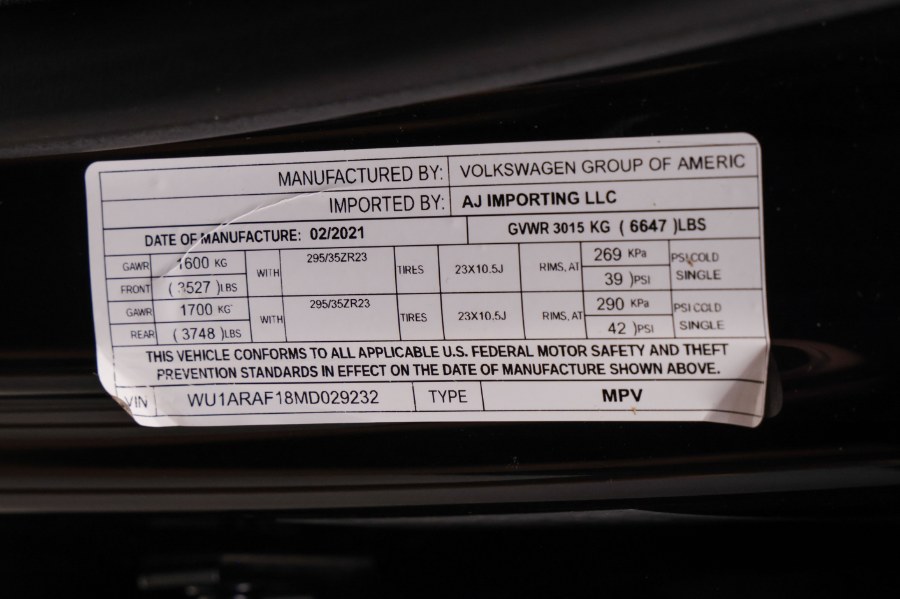 MANUFACTURED BY: VOLKSWAGEN GROUP OF AMERIC
IMPORTED BY: AJ IMPORTING LLC
DATE OF MANUFACTURE: 02/2021 GVWR 3015 KG ( 6647 )LBS
GAWR 1600 KG WITH 295/35ZR23 TIRES 23X10.5J RIMS, AT 269 KPa PSI,COLD
FRONT ( 3527 )LBS 39 )PSI SINGLE
GAWR 1700 KG WITH 295/35ZR23 TIRES 23X10.5J RIMS, AT 290 KPa PSI COLD
REAR ( 3748 )LBS 42 )PSI SINGLE
THIS VEHICLE CONFORMS TO ALL APPLICABLE U.S. FEDERAL MOTOR SAFETY AND THEFT
PREVENTION STANDARDS IN EFFECT ON THE DATE OF MANUFACTURE SHOWN ABOVE.
VIN WU1ARAF18MD029232 TYPE MPV